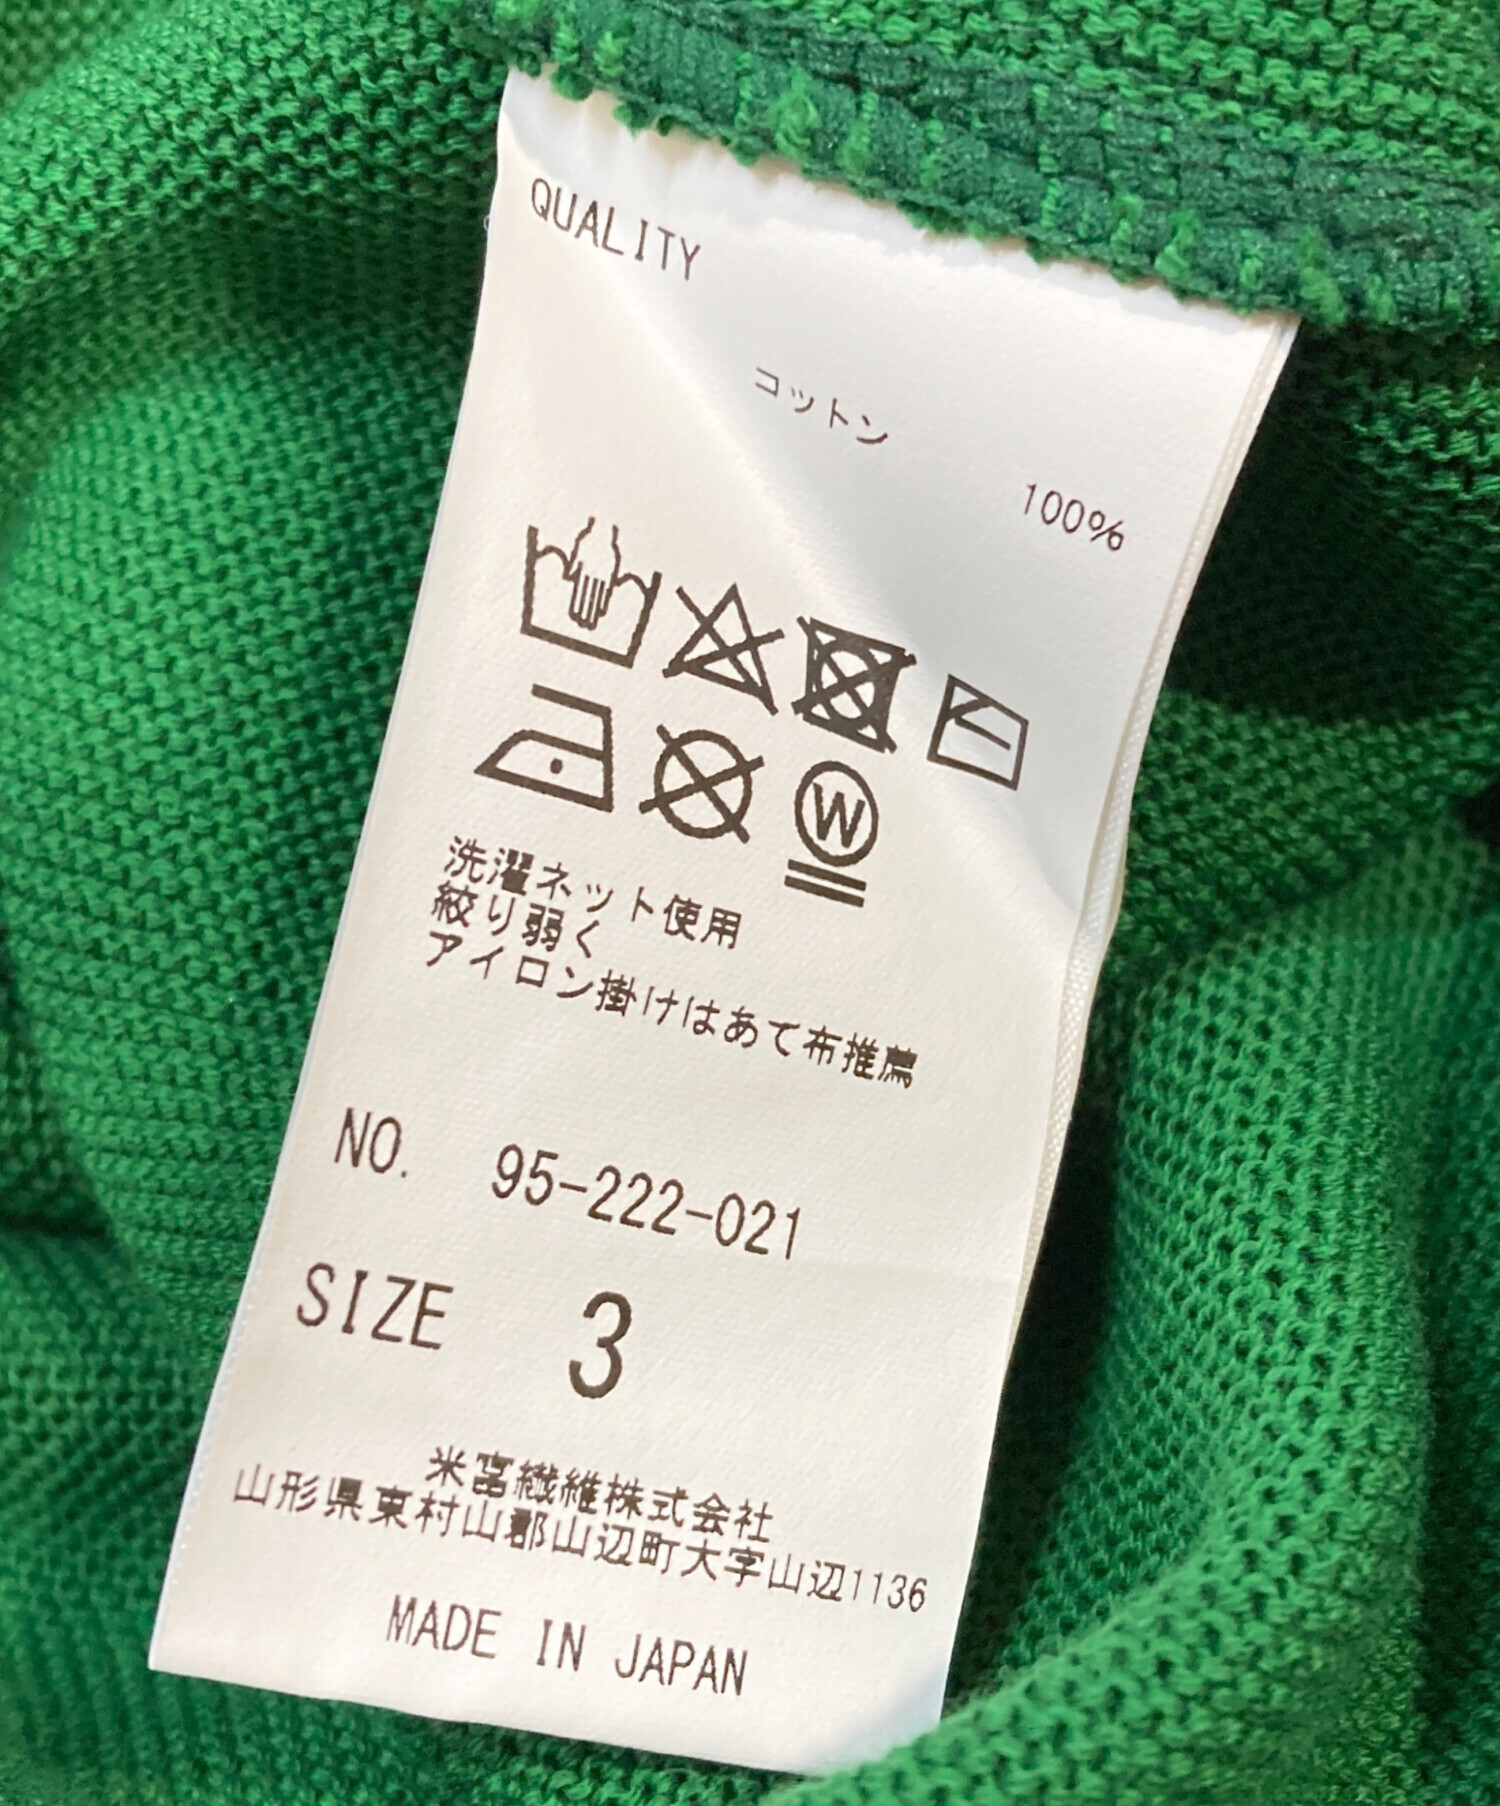 QUALITY
コットン
100%
W
洗濯ネット使用
絞り弱く
アイロン掛けはあて布推薦
NO. 95-222-021
SIZE 3
米富繊維株式会社
山形県東村山郡山辺町大字山辺1136
MADE IN JAPAN